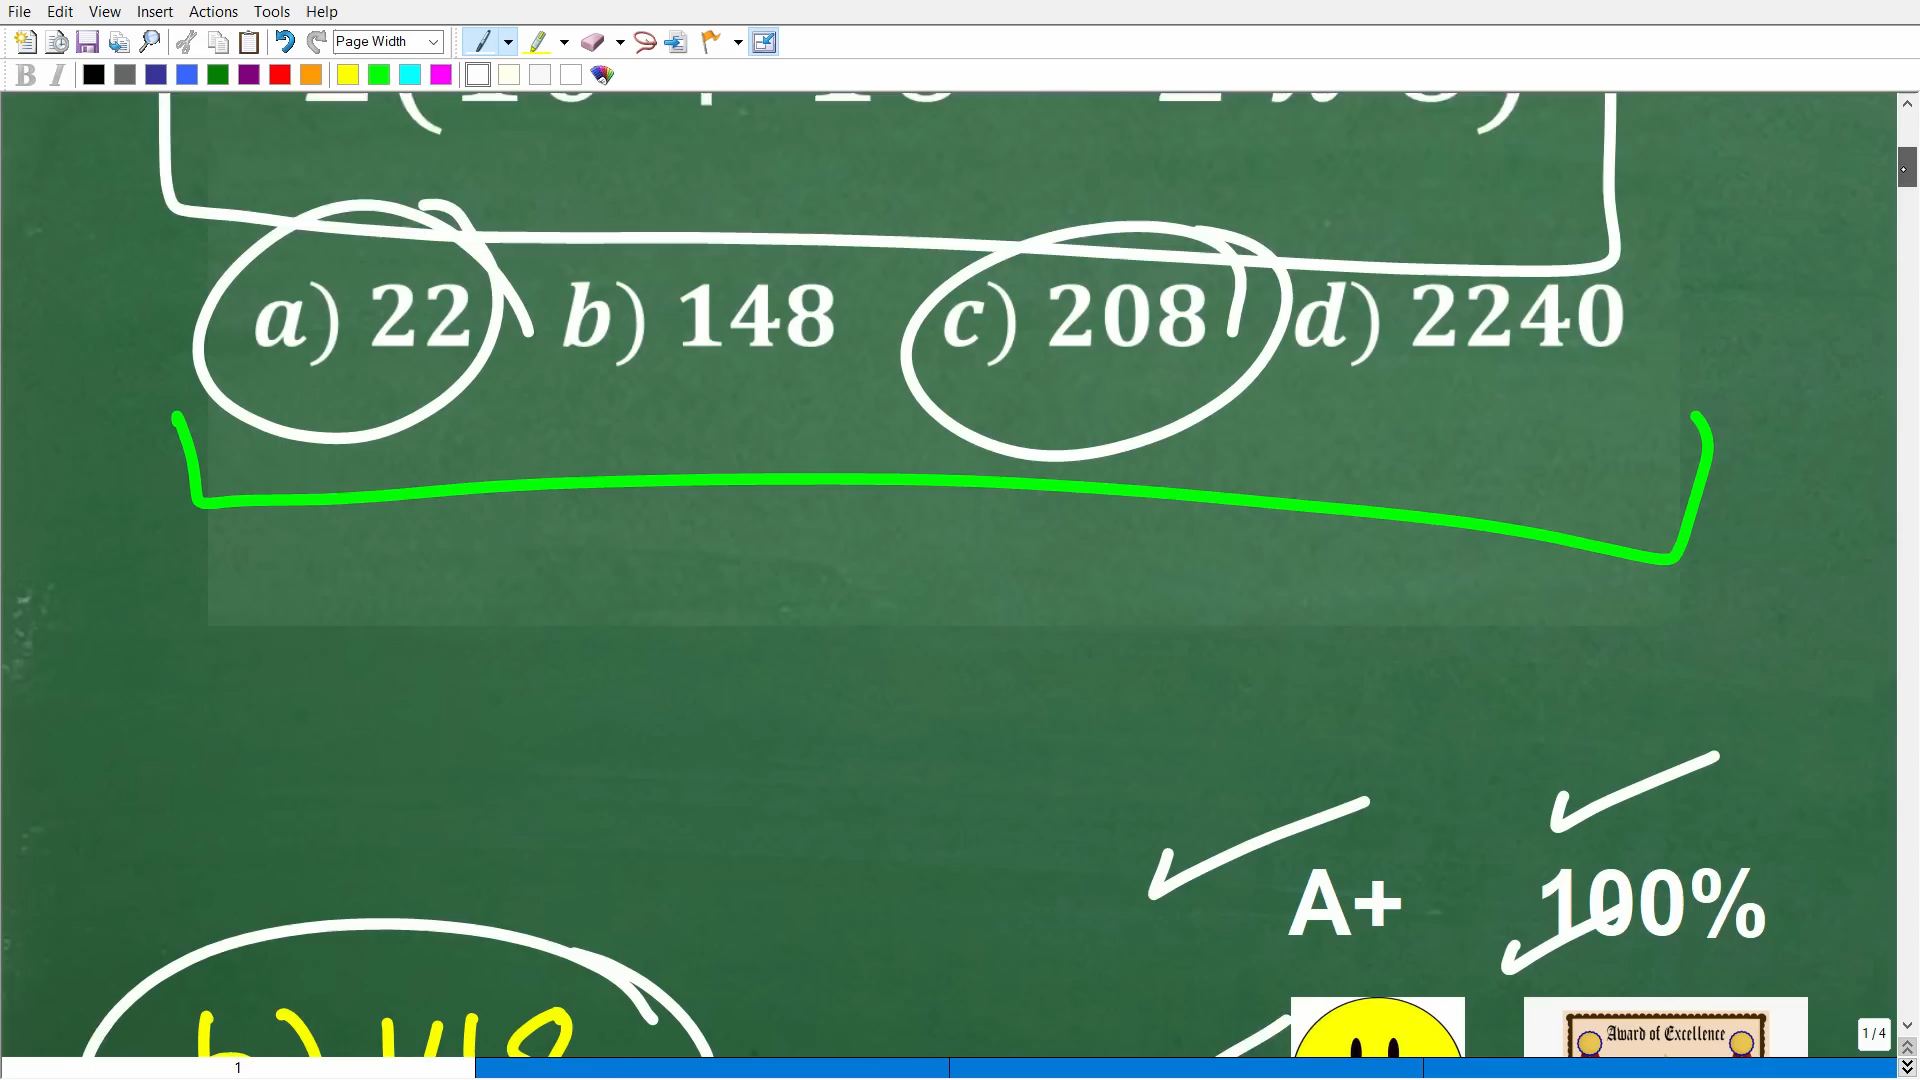 File Edit View Insert Actions Tools Help
Page Width
B I
a) 22 b) 148 c) 208 d) 2240
A+ 100%
b) 148
Award of Excellence
1 / 4
1